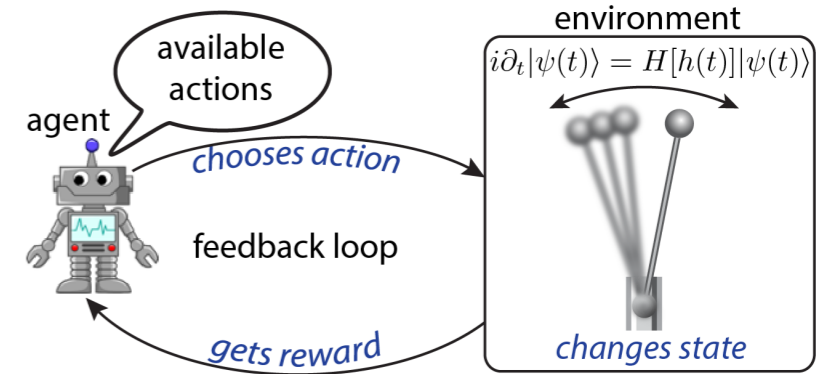 environment
available
actions
i∂ₜ|ψ(t)⟩ = H[h(t)]|ψ(t)⟩
agent
chooses action
feedback loop
gets reward
changes state